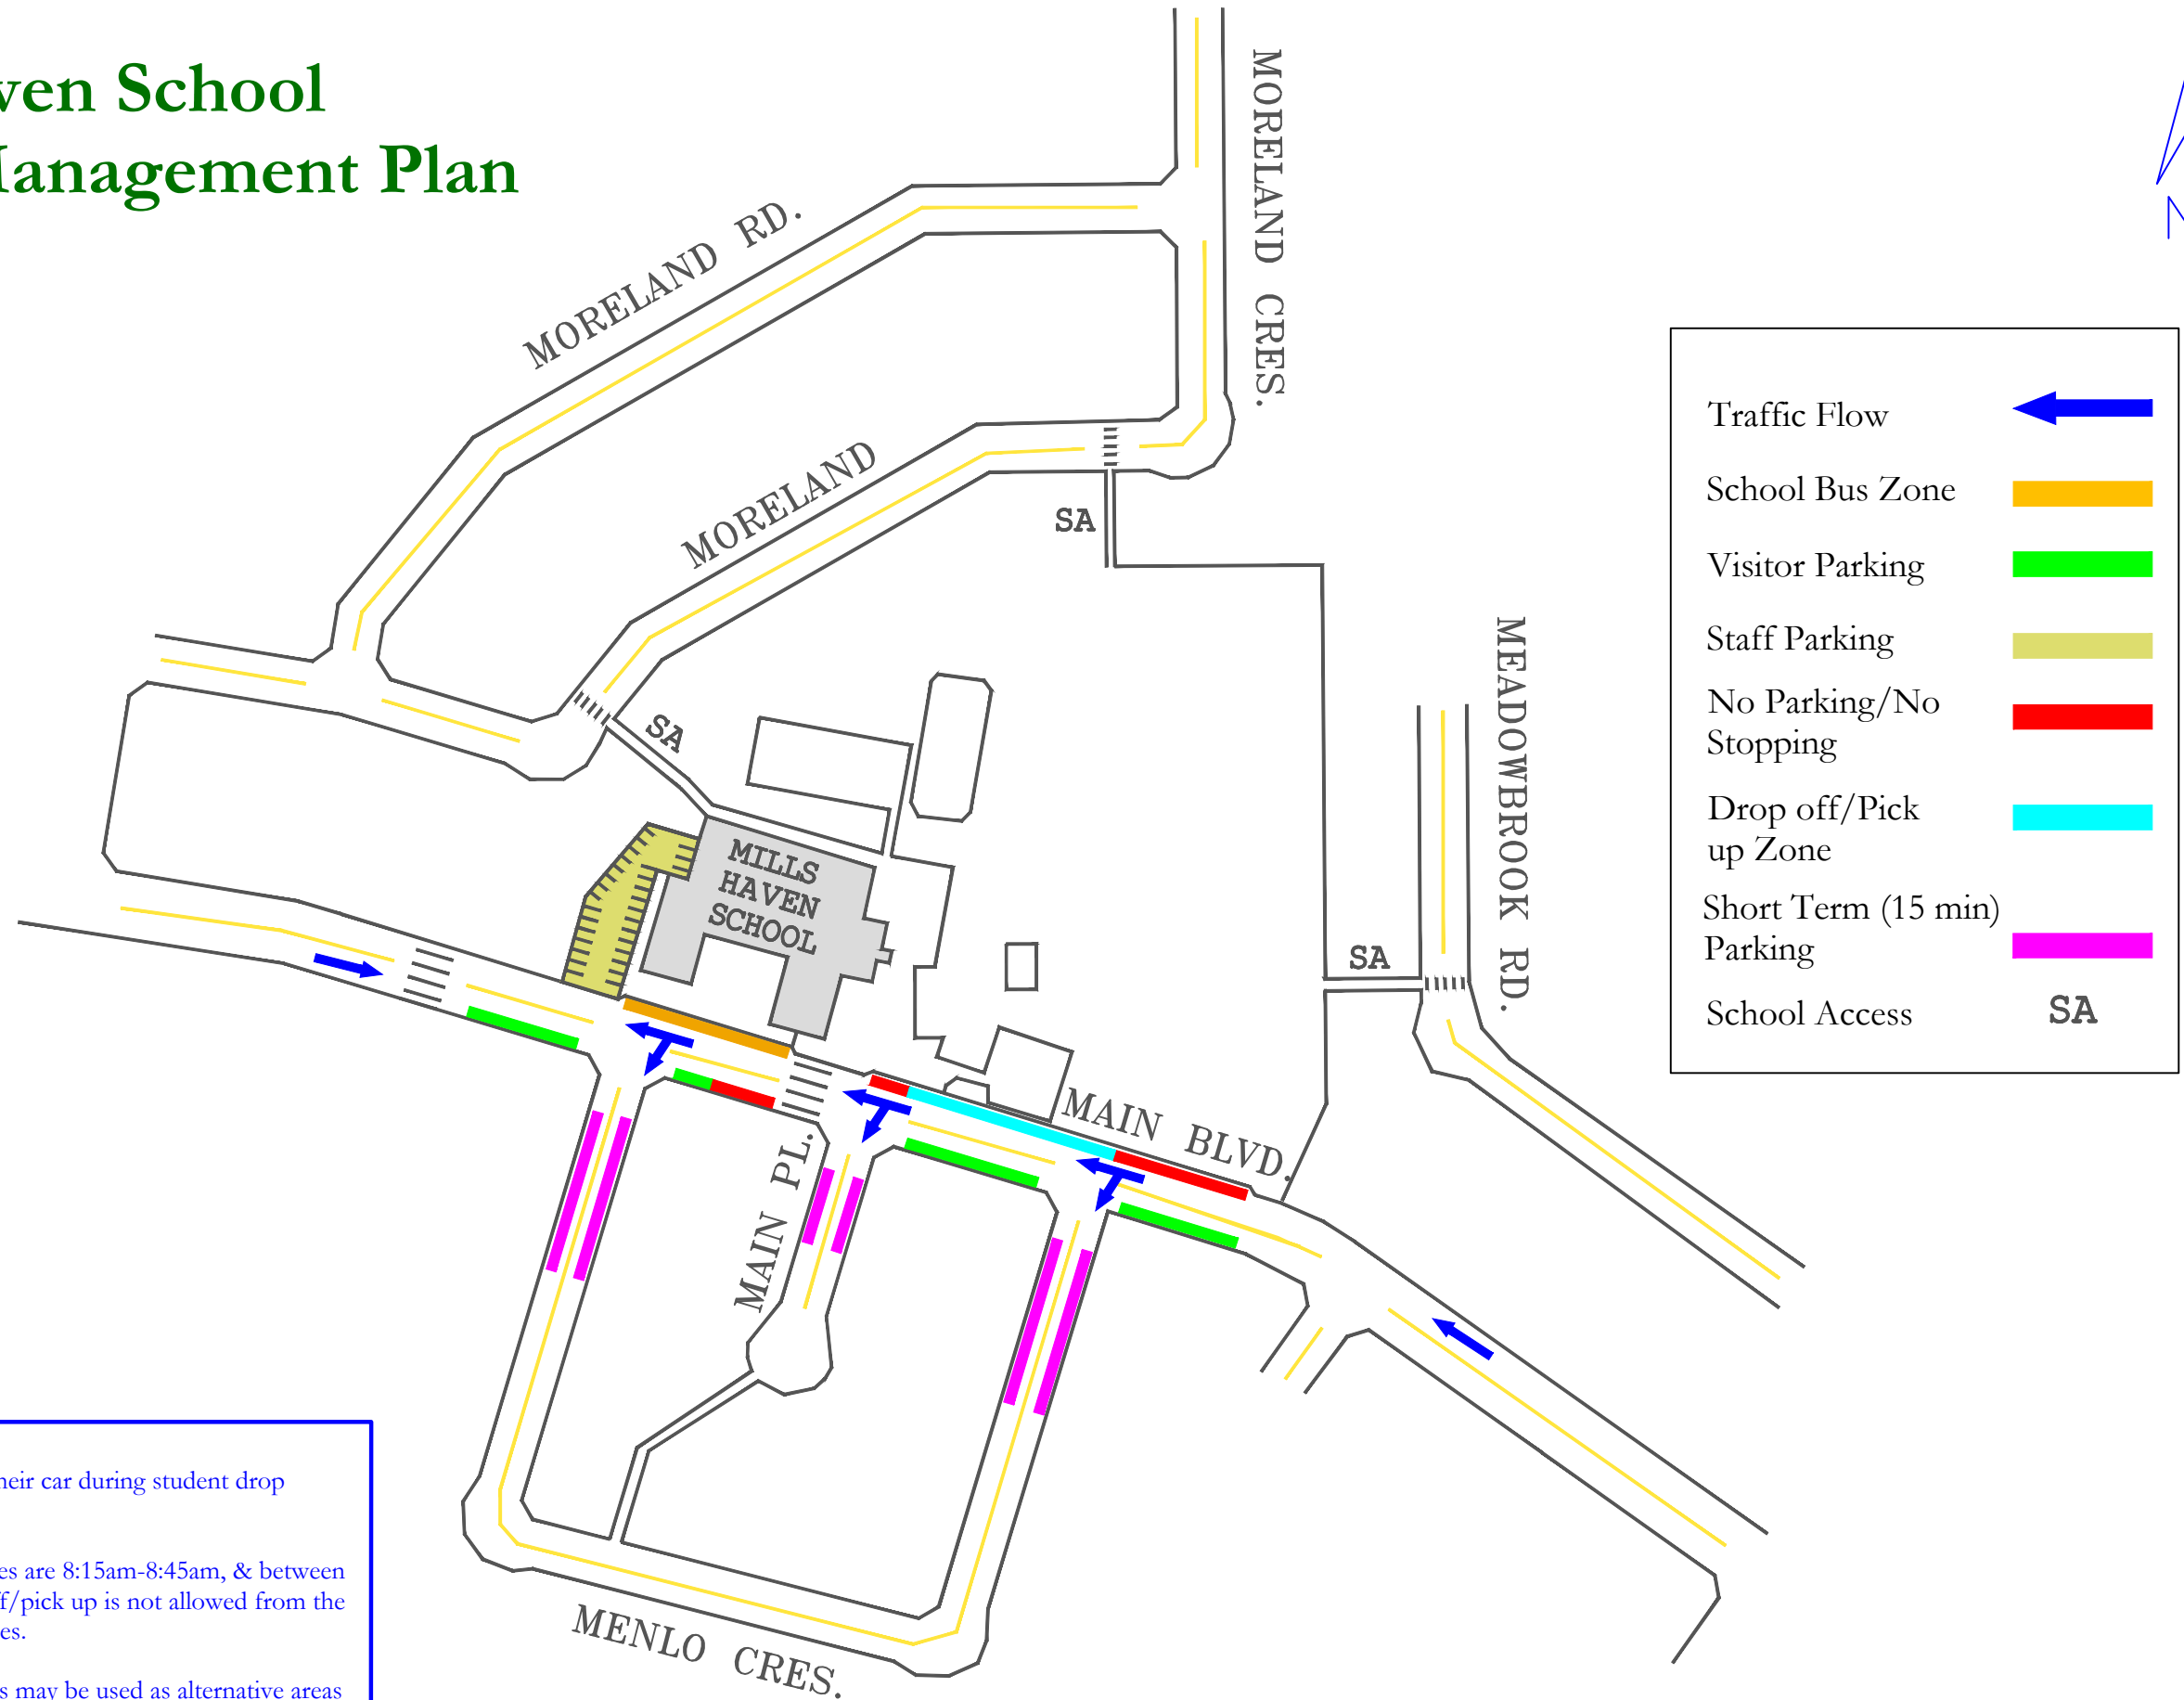 ven School
Management Plan
MORELAND RD.
MORELAND CRES.
MORELAND
SA
SA
MEADOWBROOK RD.
SA
MILLS
HAVEN
SCHOOL
MAIN BLVD.
MAIN PL.
MENLO CRES.
Traffic Flow
School Bus Zone
Visitor Parking
Staff Parking
No Parking/No
Stopping
Drop off/Pick
up Zone
Short Term (15 min)
Parking
School Access SA
N
heir car during student drop
es are 8:15am-8:45am, & between
ff/pick up is not allowed from the
es.
s may be used as alternative areas